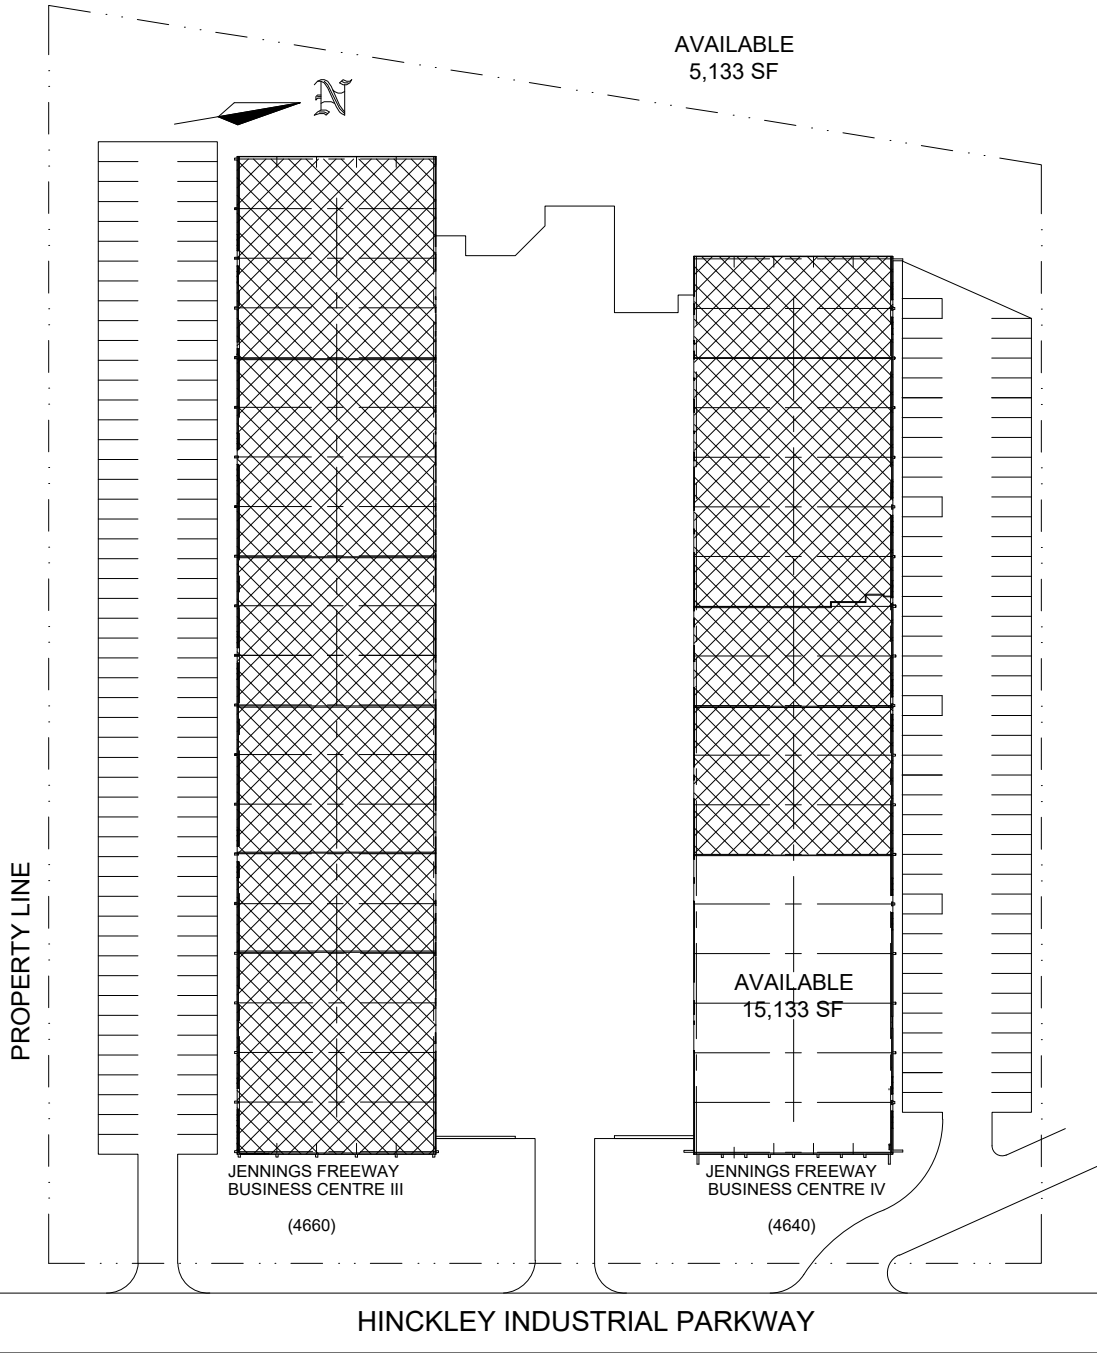 AVAILABLE
5,133 SF
N
PROPERTY LINE
AVAILABLE
15,133 SF
JENNINGS FREEWAY
BUSINESS CENTRE III
(4660)
JENNINGS FREEWAY
BUSINESS CENTRE IV
(4640)
HINCKLEY INDUSTRIAL PARKWAY